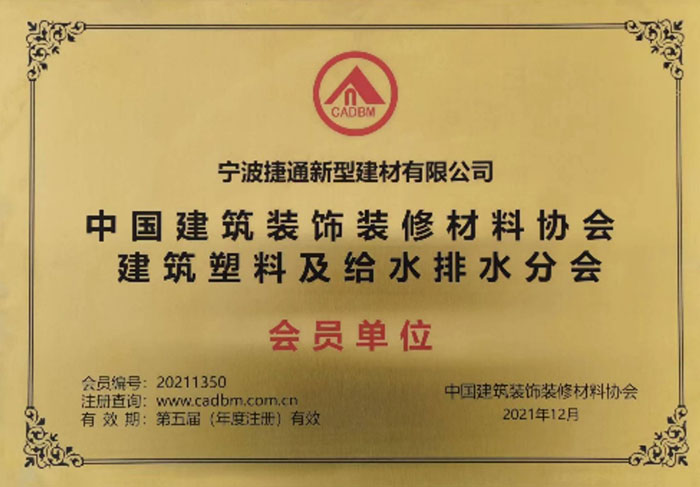 CADBM
宁波捷通新型建材有限公司
中国建筑装饰装修材料协会
建筑塑料及给水排水分会
会员单位
会员编号：20211350
注册查询：www.cadbm.com.cn
有 效 期：第五届（年度注册）有效
中国建筑装饰装修材料协会
2021年12月